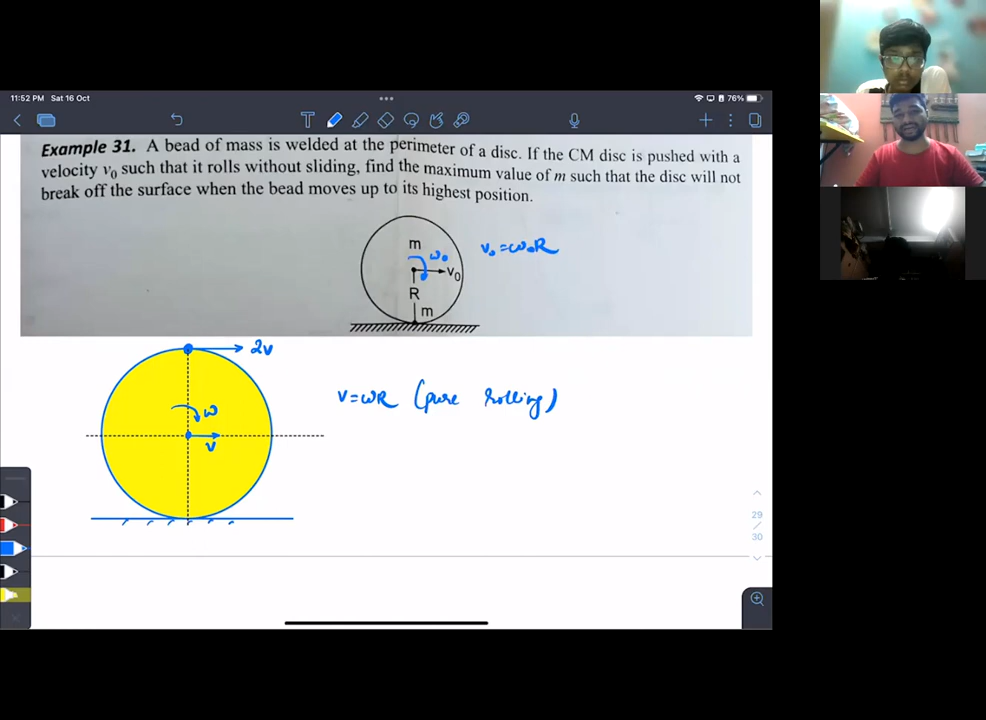 11:52 PM Sat 16 Oct
76%
Example 31. A bead of mass is welded at the perimeter of a disc. If the CM disc is pushed with a
velocity v₀ such that it rolls without sliding, find the maximum value of m such that the disc will not
break off the surface when the bead moves up to its highest position.
m
ω₀
v₀
R
m
v₀=ω₀R
2v
ω
v
v=ωR (pure rolling)
29
/
30